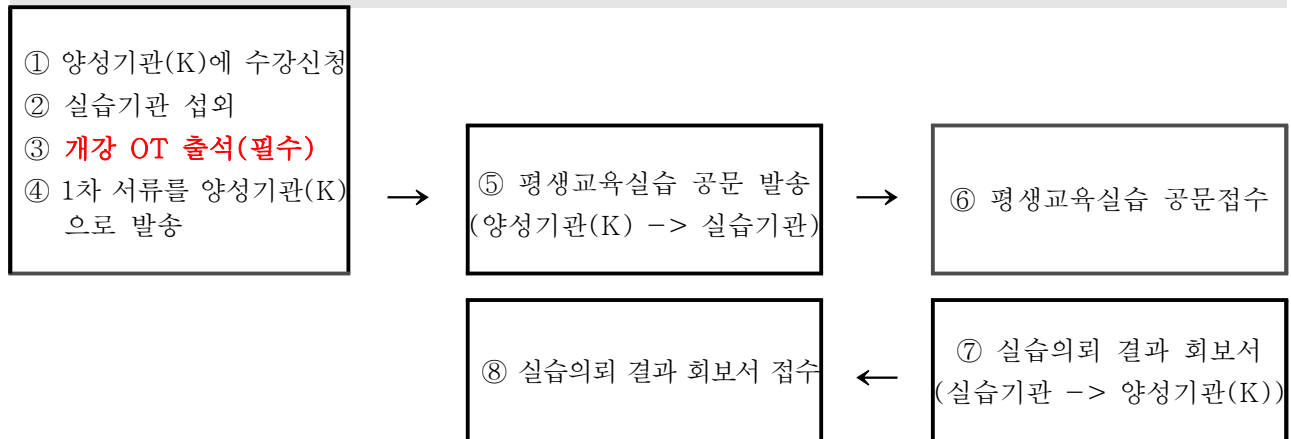 ① 양성기관(K)에 수강신청
② 실습기관 섭외
③ 개강 OT 출석(필수)
④ 1차 서류를 양성기관(K)
으로 발송
→
⑤ 평생교육실습 공문 발송
(양성기관(K) -> 실습기관)
→
⑥ 평생교육실습 공문접수
⑦ 실습의뢰 결과 회보서
(실습기관 -> 양성기관(K))
←
⑧ 실습의뢰 결과 회보서 접수